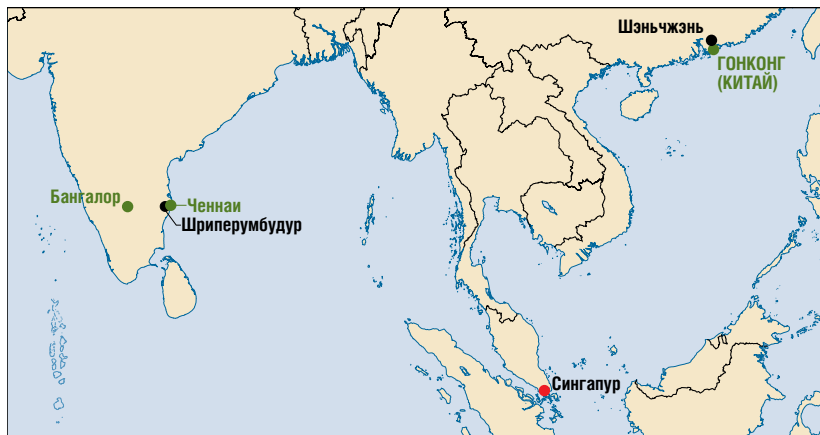 Шэньчжэнь
ГОНКОНГ
(КИТАЙ)
Бангалор
Ченнаи
Шриперумбудур
Сингапур